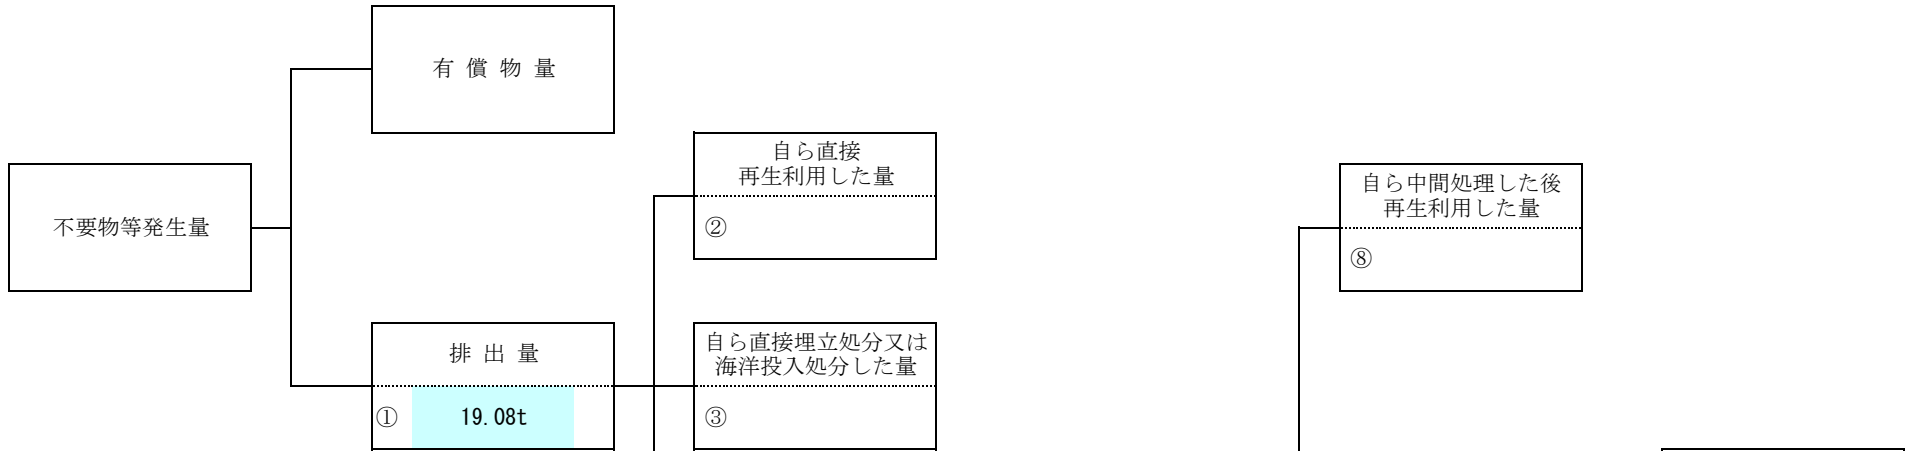 有 償 物 量
自ら直接
再生利用した量
②
不要物等発生量
自ら中間処理した後
再生利用した量
⑧
排 出 量
① 19.08t
自ら直接埋立処分又は
海洋投入処分した量
③